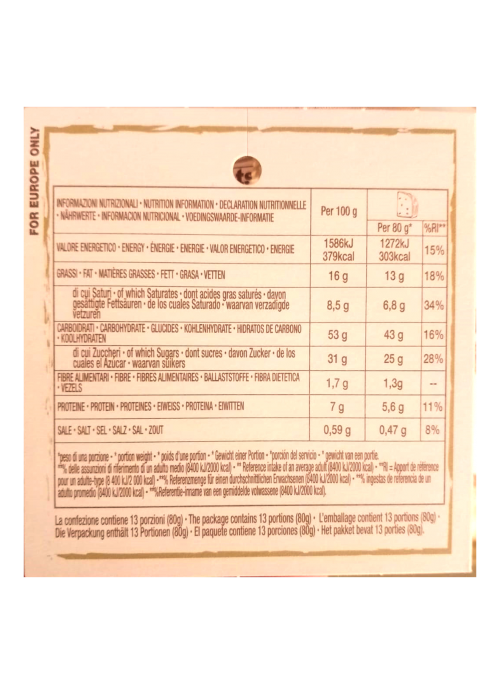 FOR EUROPE ONLY
INFORMAZIONI NUTRIZIONALI • NUTRITION INFORMATION • DECLARATION NUTRITIONNELLE
• NÄHRWERTE • INFORMACION NUTRICIONAL • VOEDINGSWAARDE-INFORMATIE
Per 100 g
Per 80 g* %RI**
VALORE ENERGETICO • ENERGY • ÉNERGIE • ENERGIE • VALOR ENERGETICO • ENERGIE
1586kJ 1272kJ
379kcal 303kcal 15%
GRASSI • FAT • MATIÈRES GRASSES • FETT • GRASA • VETTEN 16 g 13 g 18%
di cui Saturi • of which Saturates • dont acides gras saturés • davon
gesättigte Fettsäuren • de los cuales Saturado • waarvan verzadigde
vetzuren
8,5 g 6,8 g 34%
CARBOIDRATI • CARBOHYDRATE • GLUCIDES • KOHLENHYDRATE • HIDRATOS DE CARBONO
• KOOLHYDRATEN
53 g 43 g 16%
di cui Zuccheri • of which Sugars • dont sucres • davon Zucker • de los
cuales el Azucar • waarvan suikers
31 g 25 g 28%
FIBRE ALIMENTARI • FIBRE • FIBRES ALIMENTAIRES • BALLASTSTOFFE • FIBRA DIETETICA
• VEZELS
1,7 g 1,3g --
PROTEINE • PROTEIN • PROTEINES • EIWEISS • PROTEINA • EIWITTEN 7 g 5,6 g 11%
SALE • SALT • SEL • SALZ • SAL • ZOUT 0,59 g 0,47 g 8%
*peso di una porzione • * portion weight • * poids d'une portion • * Gewicht einer Portion • *porción del servicio • * gewicht van een portie.
**% delle assunzioni di riferimento di un adulto medio (8400 kJ/2000 kcal) • ** Reference intake of an average adult (8400 kJ/2000 kcal) • **RI = Apport de référence
pour un adulte-type (8 400 kJ/2 000 kcal) • **% Referenzmenge für einen durchschnittlichen Erwachsenen (8400 kJ/2000 kcal) • **% ingestas de referencia de un
adulto promedio (8400 kJ/2000 kcal) • **%Referentie-inname van een gemiddelde volwassene (8400 kJ/2000 kcal).
La confezione contiene 13 porzioni (80g) • The package contains 13 portions (80g) • L'emballage contient 13 portions (80g) •
Die Verpackung enthält 13 Portionen (80g) • El paquete contiene 13 porciones (80g) • Het pakket bevat 13 porties (80g).